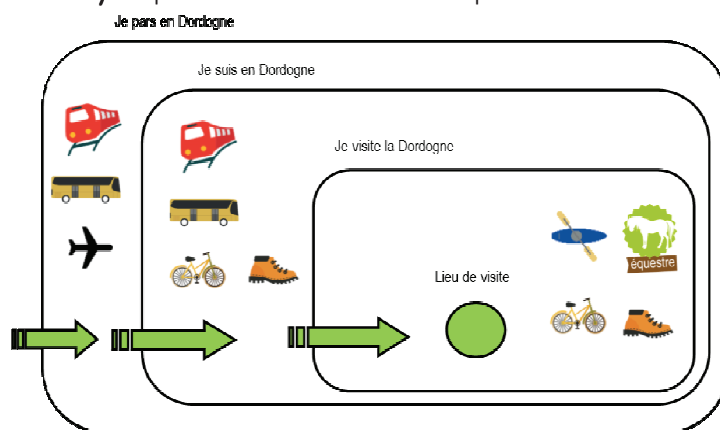 Je pars en Dordogne
Je suis en Dordogne
Je visite la Dordogne
Lieu de visite
équestre